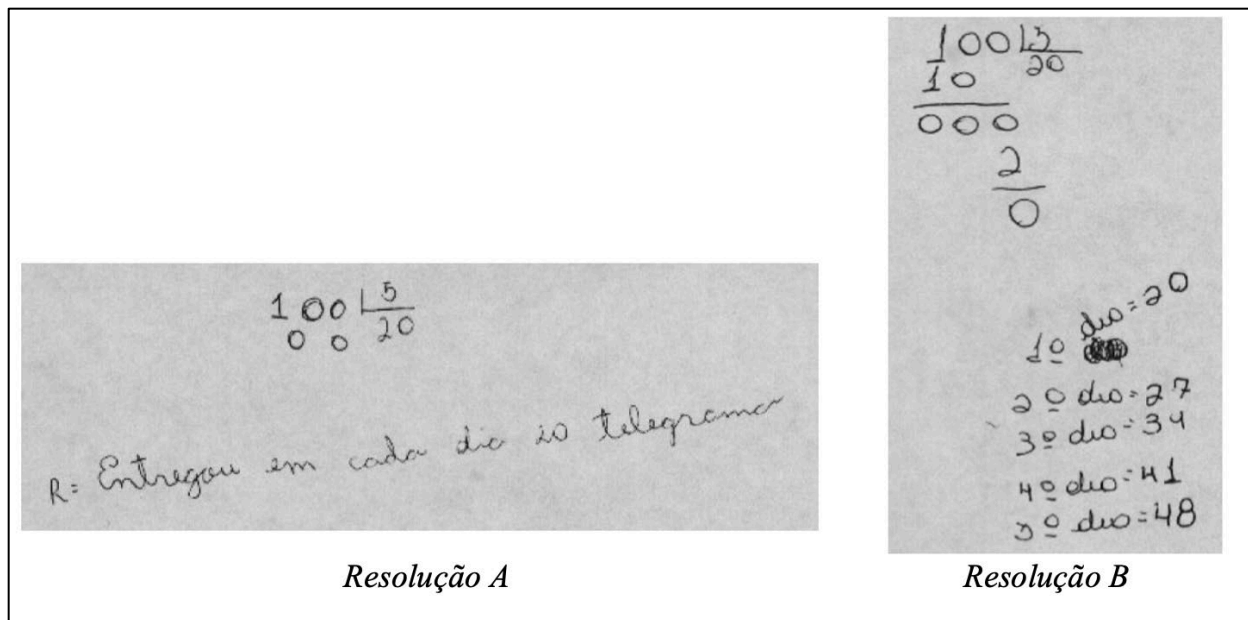 100 5
0 0 20
R= Entregou em cada dia 20 telegrama
Resolução A
100 5
10 20
000
2
0
1º dia = 20
2º dia = 27
3º dia = 34
4º dia = 41
5º dia = 48
Resolução B